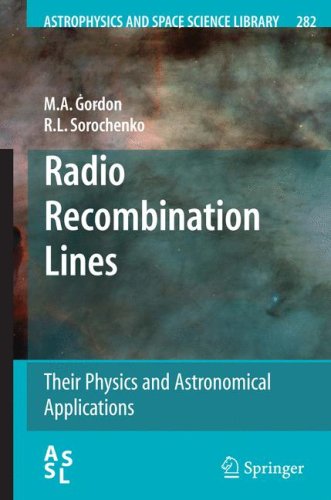 ASTROPHYSICS AND SPACE SCIENCE LIBRARY 282
M.A. Gordon
R.L. Sorochenko
Radio
Recombination
Lines
Their Physics and Astronomical
Applications
A S
S L
Springer